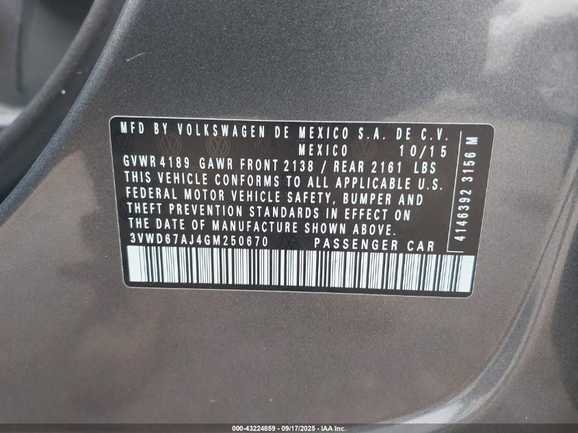 MFD BY VOLKSWAGEN DE MEXICO S.A. DE C.V.
MEXICO 10/15
GVWR 4189 GAWR FRONT 2138 / REAR 2161 LBS
THIS VEHICLE CONFORMS TO ALL APPLICABLE U.S.
FEDERAL MOTOR VEHICLE SAFETY, BUMPER AND
THEFT PREVENTION STANDARDS IN EFFECT ON
THE DATE OF MANUFACTURE SHOWN ABOVE.
3VWD67AJ4GM250670 PASSENGER CAR
4146392 3156 M
000-43224859 - 09/17/2025 - IAA Inc.